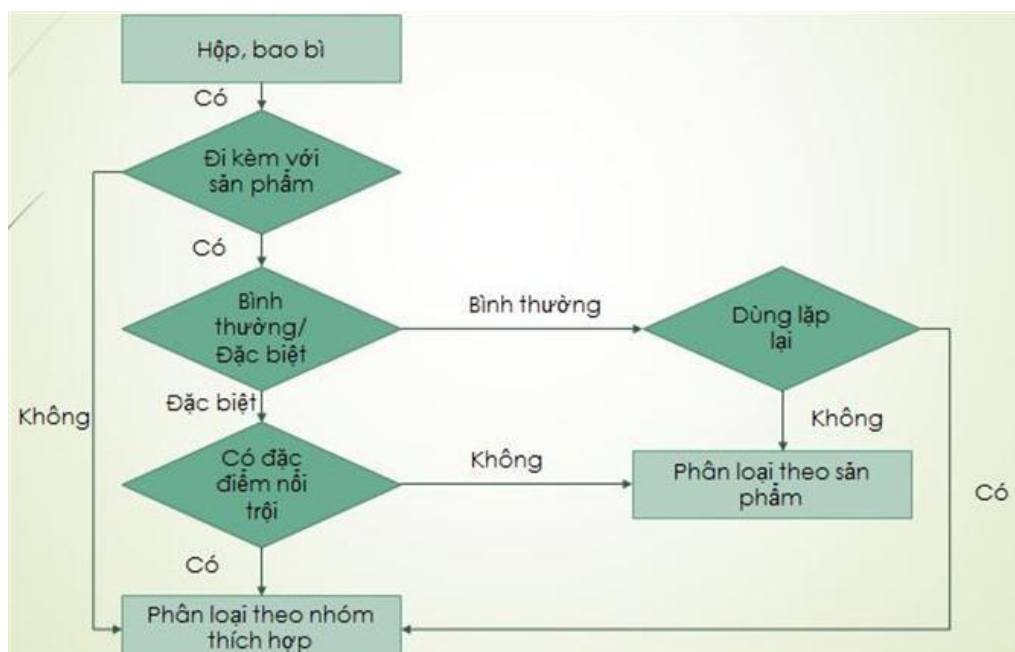 Hộp, bao bì
Có
Đi kèm với
sản phẩm
Có
Bình
thường/
Đặc biệt
Bình thường
Dùng lặp
lại
Không
Đặc biệt
Không
Có đặc
điểm nổi
trội
Không
Phân loại theo sản
phẩm
Có
Có
Phân loại theo nhóm
thích hợp